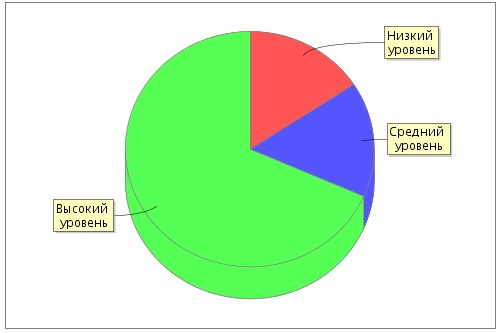 Низкий
уровень
Средний
уровень
Высокий
уровень